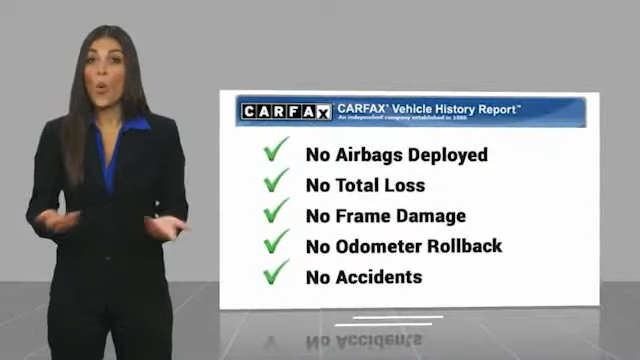 CARFAX CARFAX® Vehicle History Report™
An independent company established in 1986
No Airbags Deployed
No Total Loss
No Frame Damage
No Odometer Rollback
No Accidents